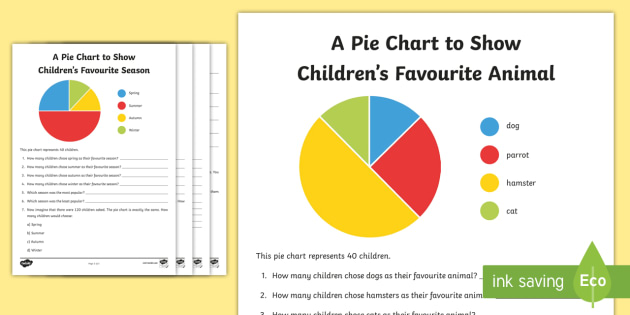 A Pie Chart to Show
Children's Favourite Season
Spring
Summer
Autumn
Winter
This pie chart represents 40 children.
1. How many children chose spring as their favourite season?
2. How many children chose summer as their favourite season?
3. How many children chose autumn as their favourite season?
4. How many children chose winter as their favourite season?
5. Which season was the most popular?
6. Which season was the least popular?
7. Now imagine that there were 120 children asked. The pie chart is exactly the same. How
many children would choose:
a) Spring
b) Summer
c) Autumn
d) Winter
A Pie Chart to Show
Children's Favourite Animal
dog
parrot
hamster
cat
This pie chart represents 40 children.
1. How many children chose dogs as their favourite animal?
2. How many children chose hamsters as their favourite anim
3. How many children chose cats as their favourite animal?
ink saving Eco